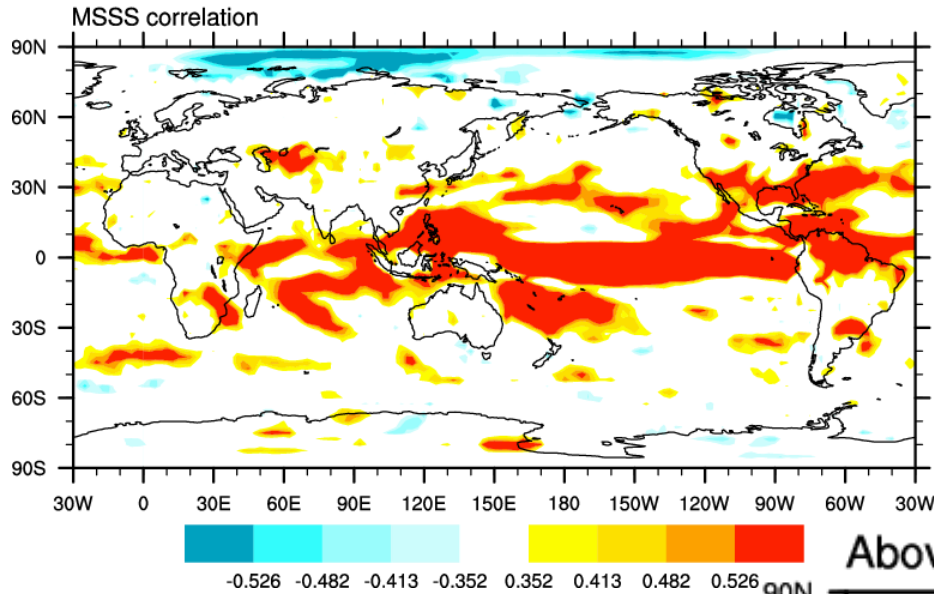 MSSS correlation
90N
60N
30N
0
30S
60S
90S
30W 0 30E 60E 90E 120E 150E 180 150W 120W 90W 60W 30W
-0.526 -0.482 -0.413 -0.352 0.352 0.413 0.482 0.526
Abov
90N